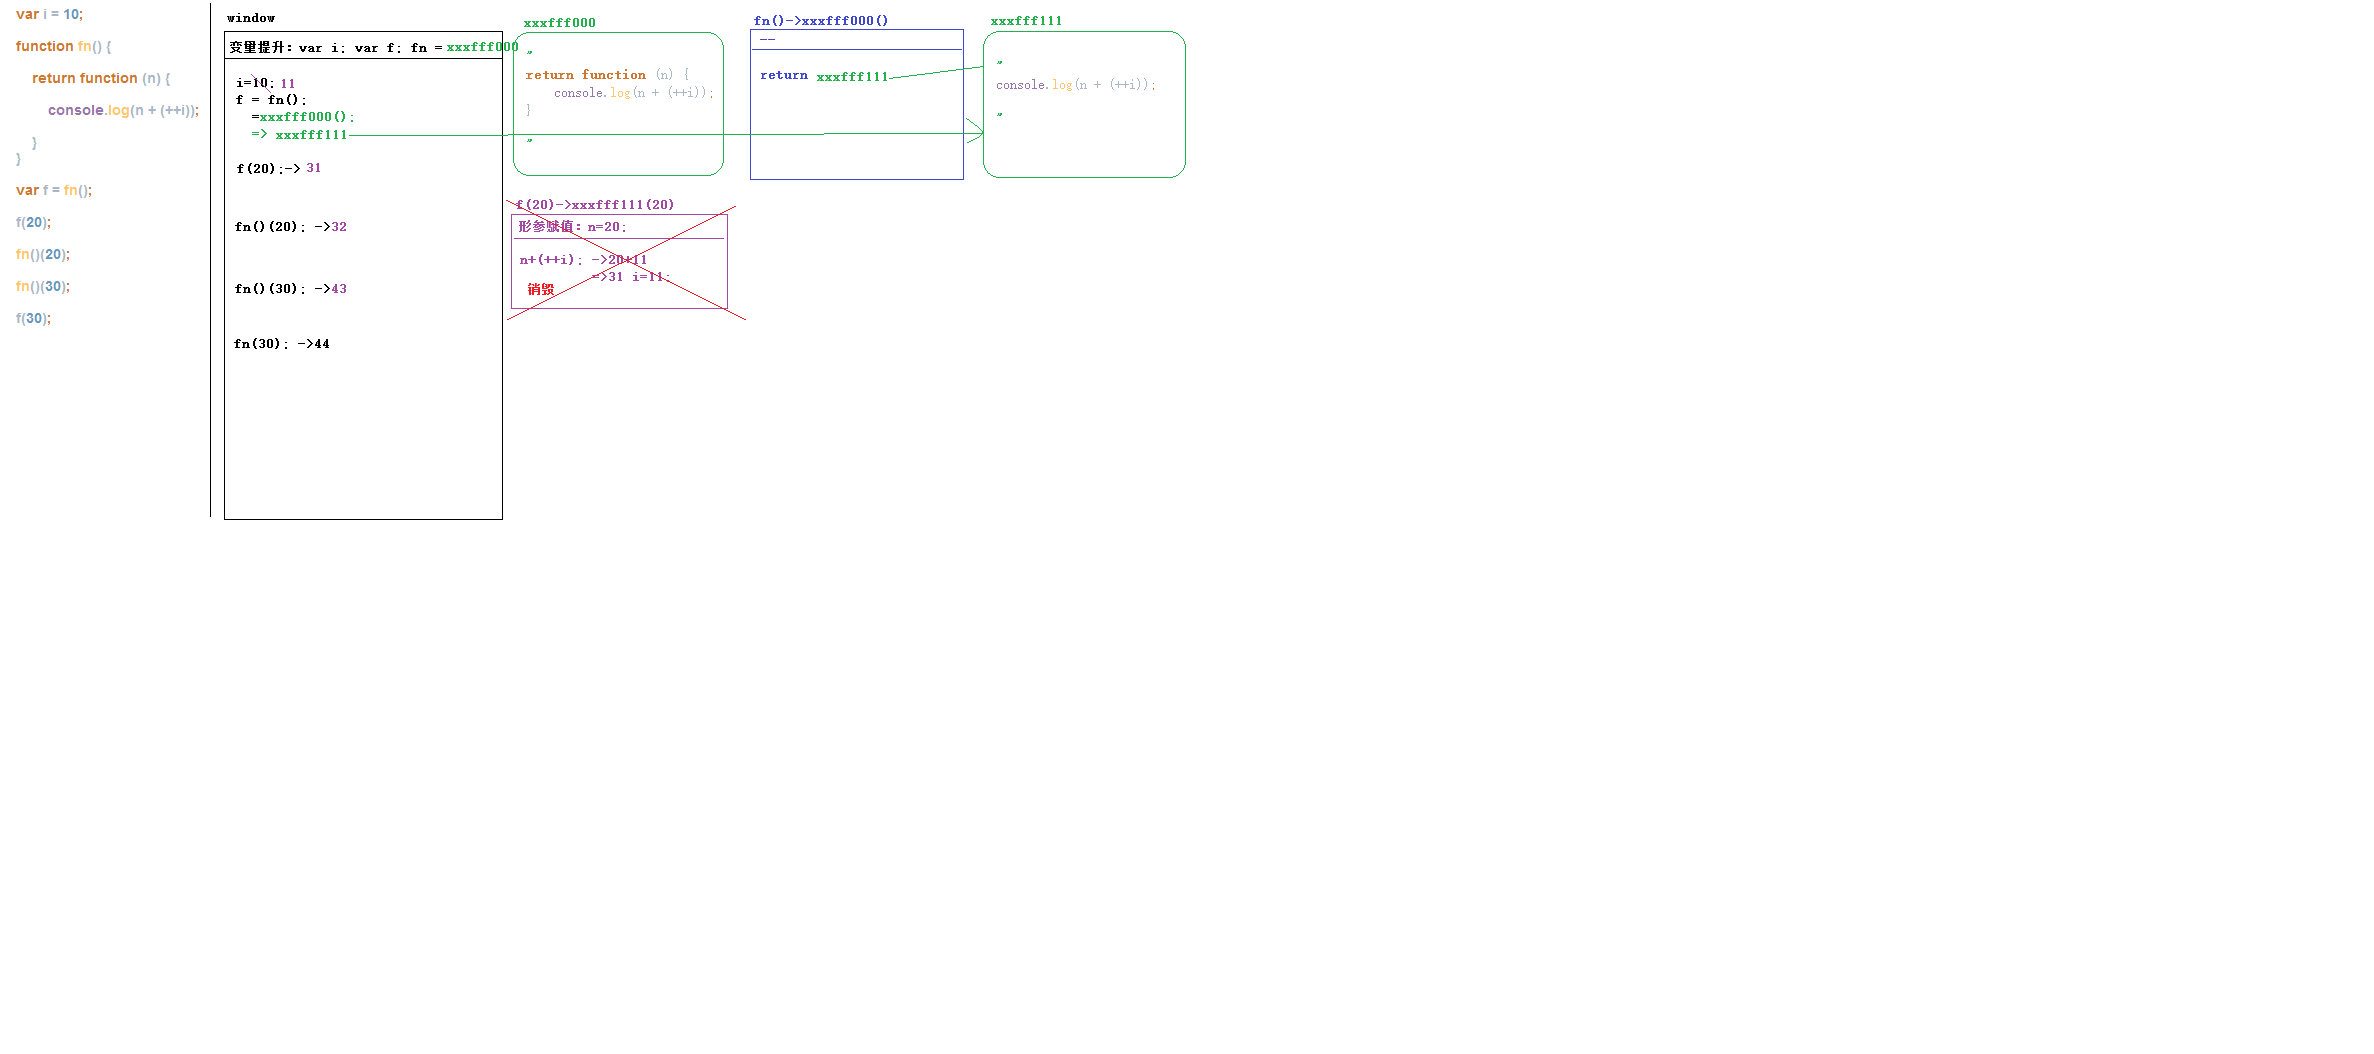 var i = 10;
function fn() {
return function (n) {
console.log(n + (++i));
}
}
var f = fn();
f(20);
fn()(20);
fn()(30);
f(30);
window
变量提升: var i; var f; fn = xxxfff000
i=10; 11
f = fn();
=xxxfff000();
=> xxxfff111
f(20);-> 31
fn()(20); ->32
fn()(30); ->43
fn(30); ->44
xxxfff000
"
return function (n) {
console.log(n + (++i));
}
"
fn()->xxxfff000()
--
return xxxfff111
xxxfff111
"
console.log(n + (++i));
"
f(20)->xxxfff111(20)
形参赋值: n=20;
n+(++i); ->20+11
=>31 i=11;
销毁